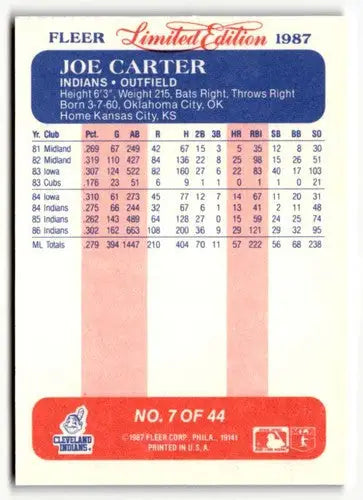 FLEER Limited Edition 1987
JOE CARTER
INDIANS • OUTFIELD
Height 6'3", Weight 215, Bats Right, Throws Right
Born 3-7-60, Oklahoma City, OK
Home Kansas City, KS
Yr. Club Pct. G AB R H 2B 3B HR RBI SB BB SO
81 Midland .269 67 249 42 67 15 3 5 35 12 8 30
82 Midland .319 110 427 84 136 22 8 25 98 15 26 51
83 Iowa .307 124 522 82 160 27 6 22 83 40 17 103
83 Cubs .176 23 51 6 9 1 1 0 1 1 0 21
84 Iowa .310 61 245 45 77 12 7 14 67 11 20 31
84 Indians .275 66 244 32 67 6 1 13 41 2 11 48
85 Indians .262 143 489 64 128 27 0 15 59 24 25 74
86 Indians .302 162 663 108 200 36 9 29 121 29 32 95
ML Totals .279 394 1447 210 404 70 11 57 222 56 68 238
NO. 7 OF 44
CLEVELAND
INDIANS
©1987 FLEER CORP., PHILA., 19141
PRINTED IN U.S.A.